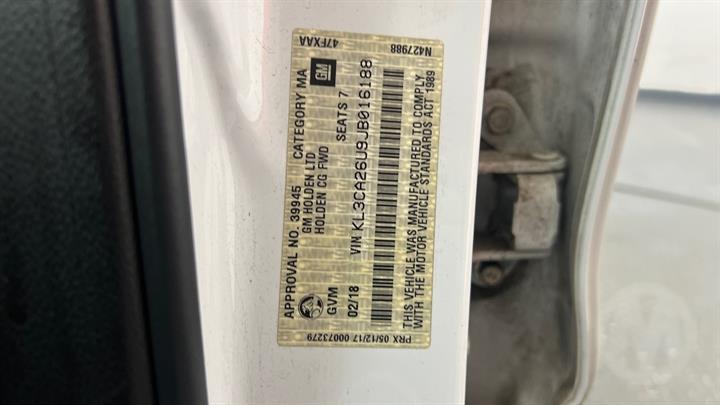 47FXAA N427988
APPROVAL NO. 39945 CATEGORY MA
GM HOLDEN LTD
HOLDEN CG FWD
GM
GVM SEATS 7
02/18 VIN KL3CA26U9JB016188
THIS VEHICLE WAS MANUFACTURED TO COMPLY
WITH THE MOTOR VEHICLE STANDARDS ACT 1989
PRX 05/12/17 00073279